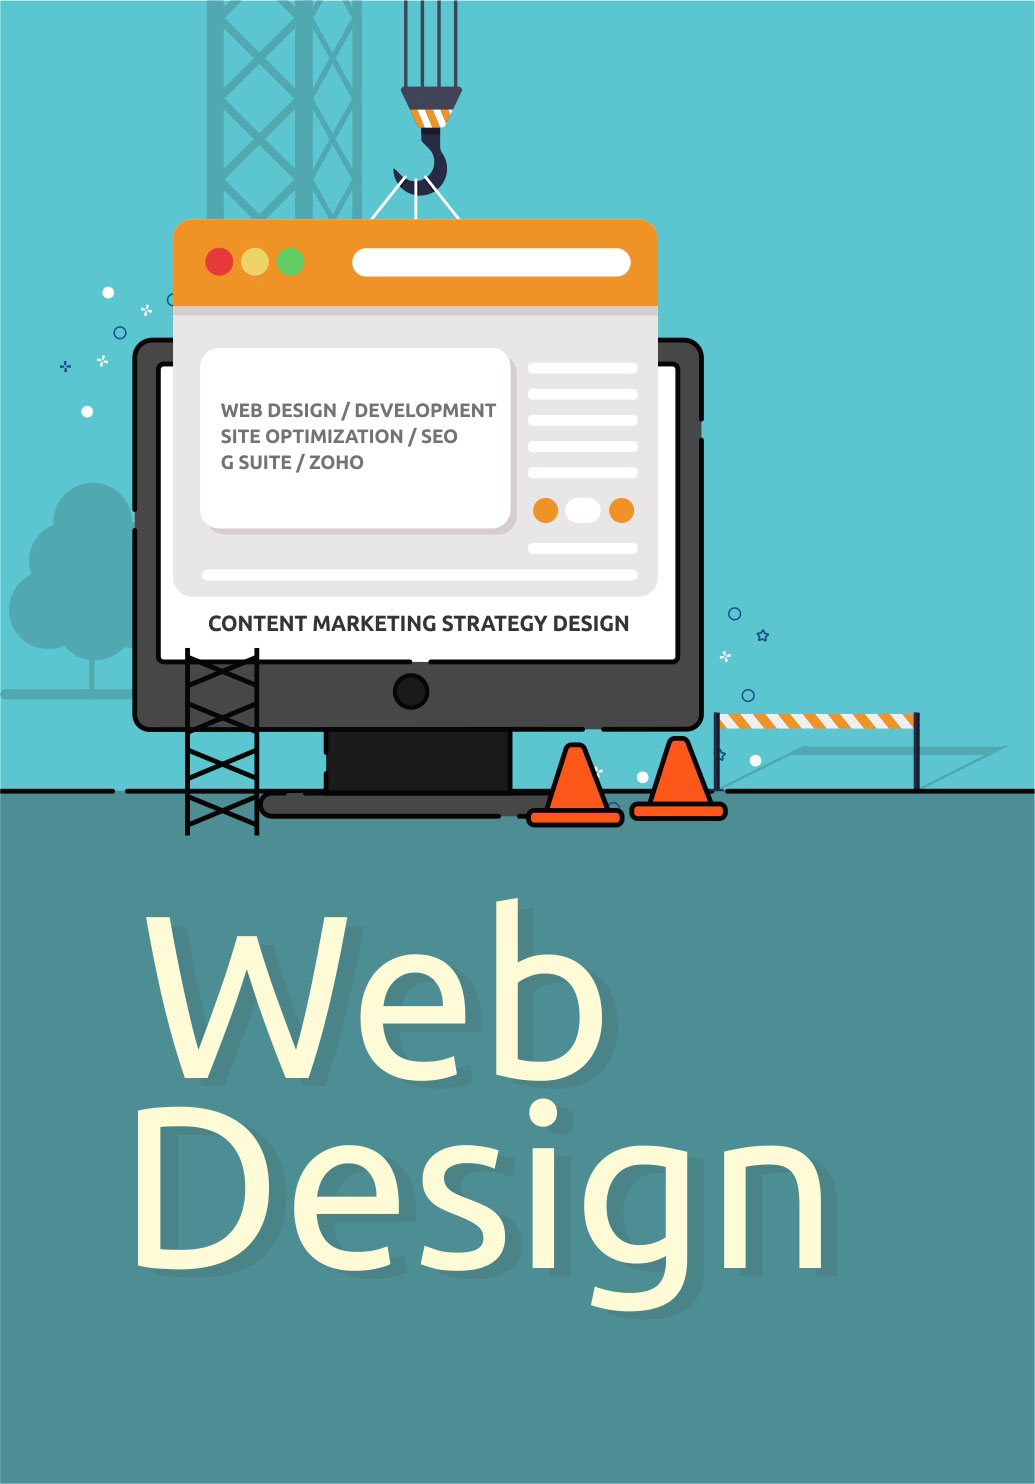 WEB DESIGN / DEVELOPMENT
SITE OPTIMIZATION / SEO
G SUITE / ZOHO
CONTENT MARKETING STRATEGY DESIGN
Web
Design